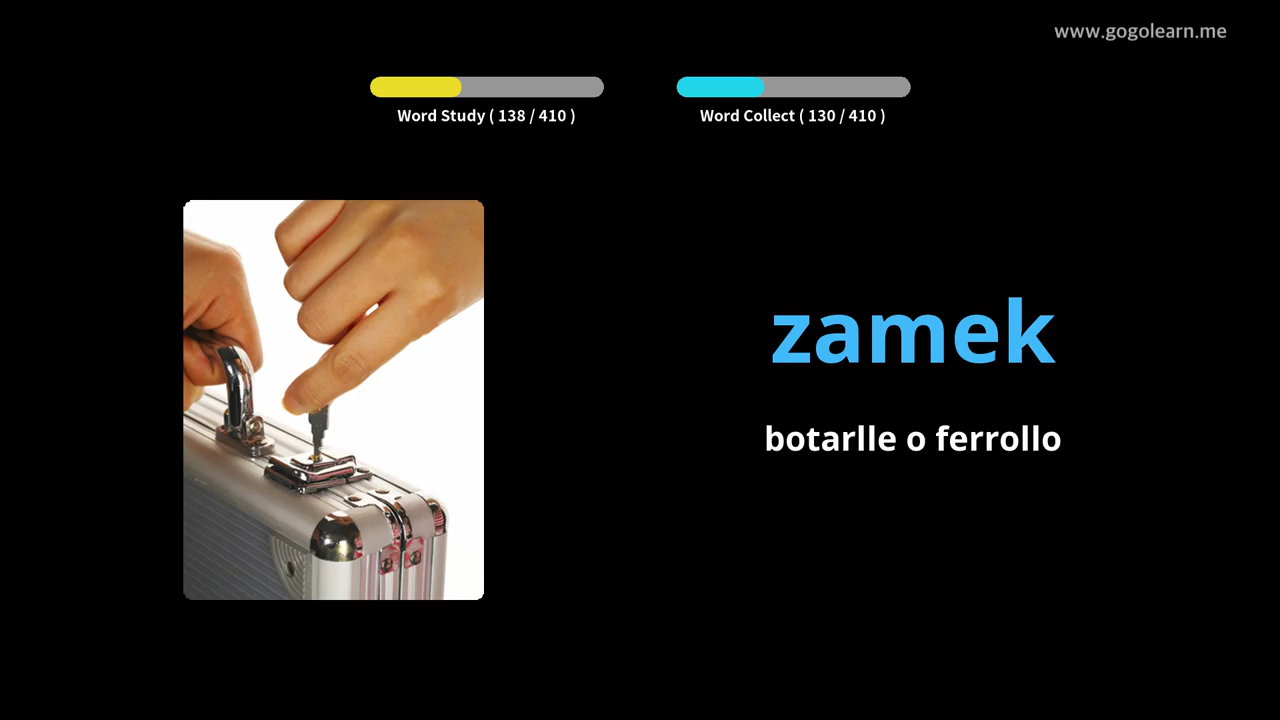 www.gogolearn.me
Word Study ( 138 / 410 )
Word Collect ( 130 / 410 )
zamek
botarlle o ferrollo